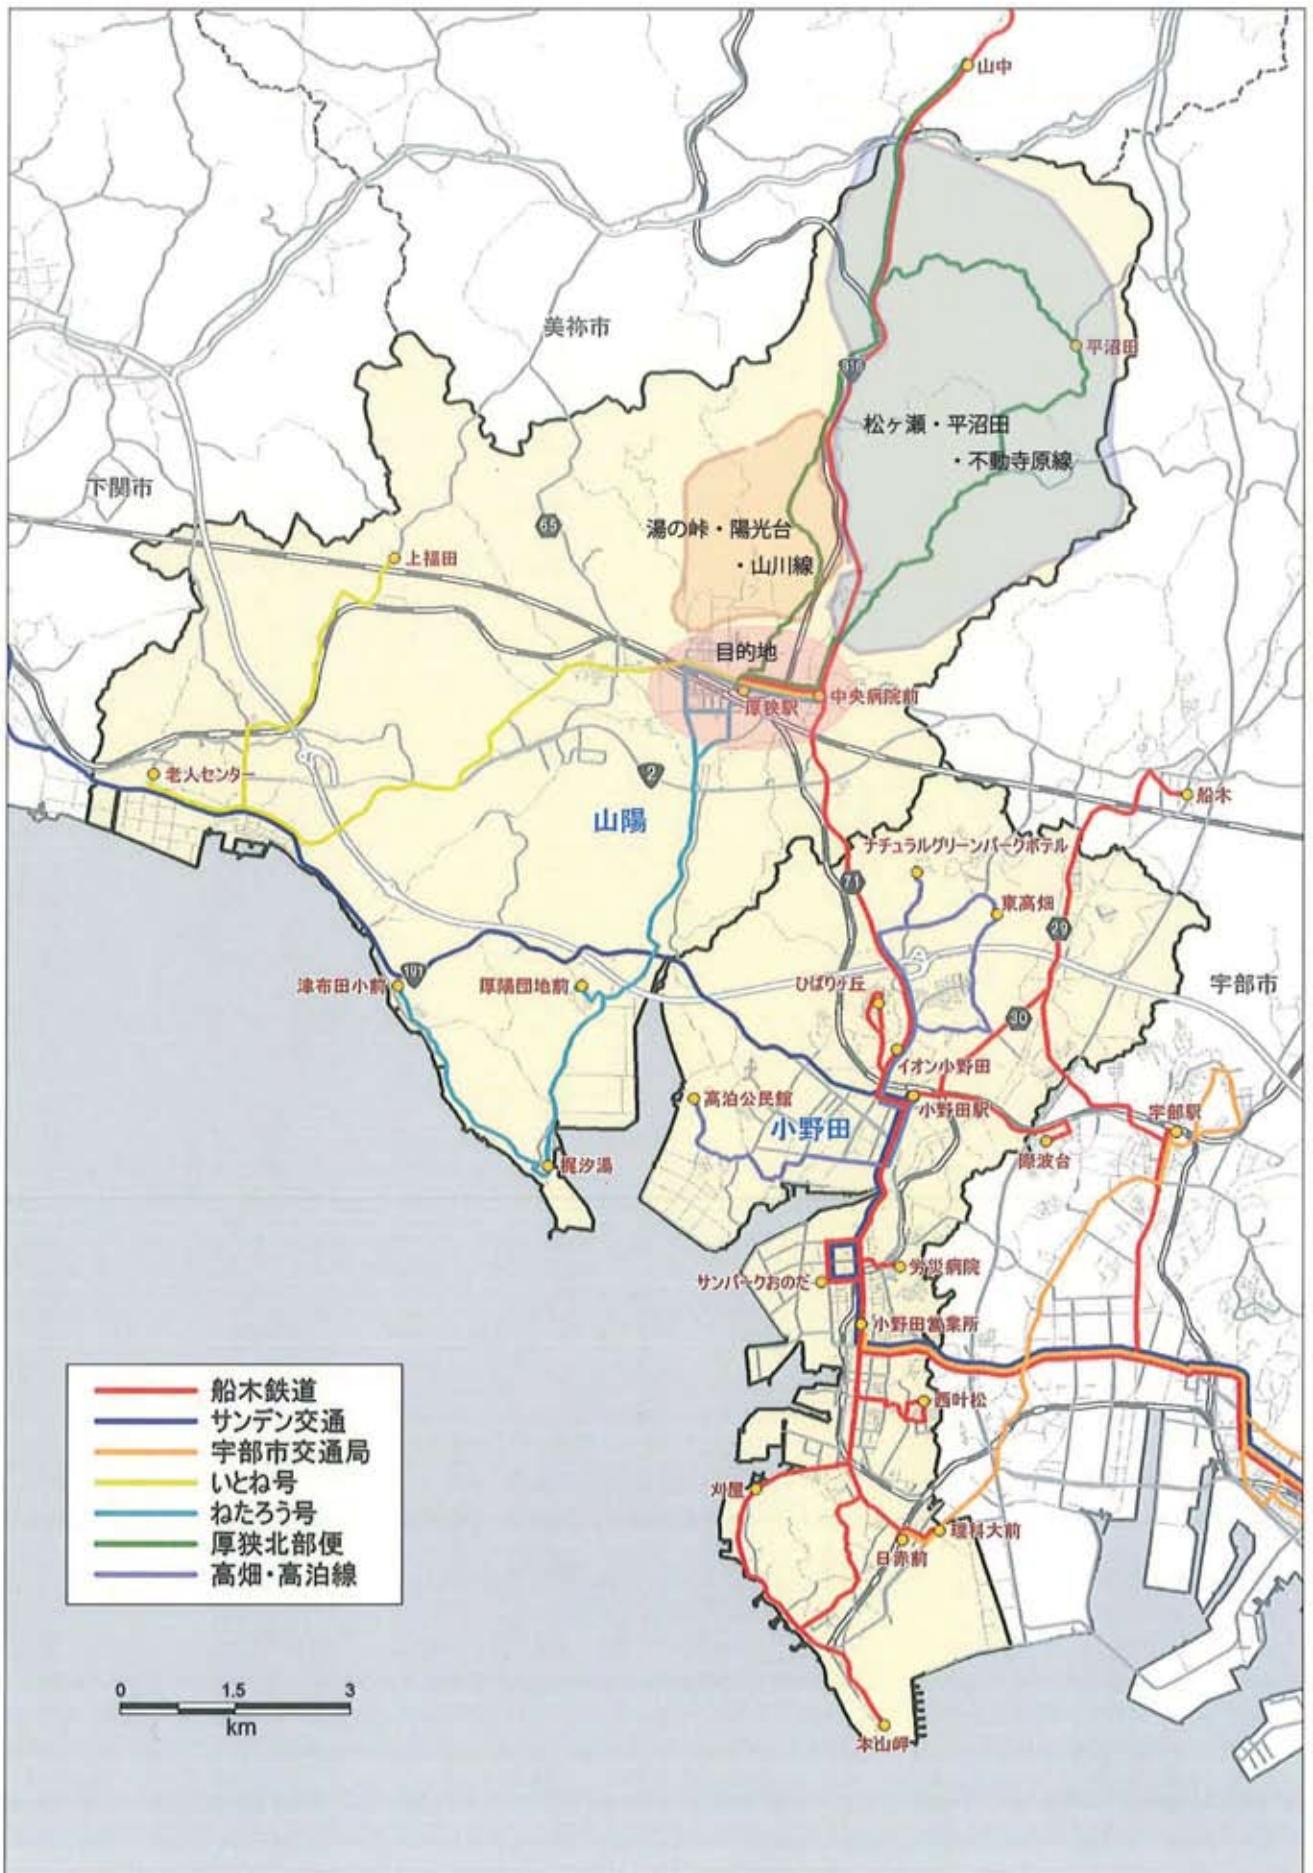 山中
美祢市
平沼田
316
松ヶ瀬・平沼田
・不動寺原線
下関市
65
湯の峠・陽光台
・山川線
上福田
目的地
厚狭駅
中央病院前
老人センター
2
山陽
船木
ナチュラルグリーンパークホテル
71
東高畑
29
津布田小前
191
厚陽団地前
ひばりヶ丘
宇部市
30
イオン小野田
高泊公民館
小野田
小野田駅
宇部駅
際波台
梶汐湯
労災病院
サンパークおのだ
小野田営業所
船木鉄道
サンデン交通
宇部市交通局
いとね号
ねたろう号
厚狭北部便
高畑・高泊線
西叶松
刈屋
理科大前
日赤前
0 1.5 3
km
本山岬